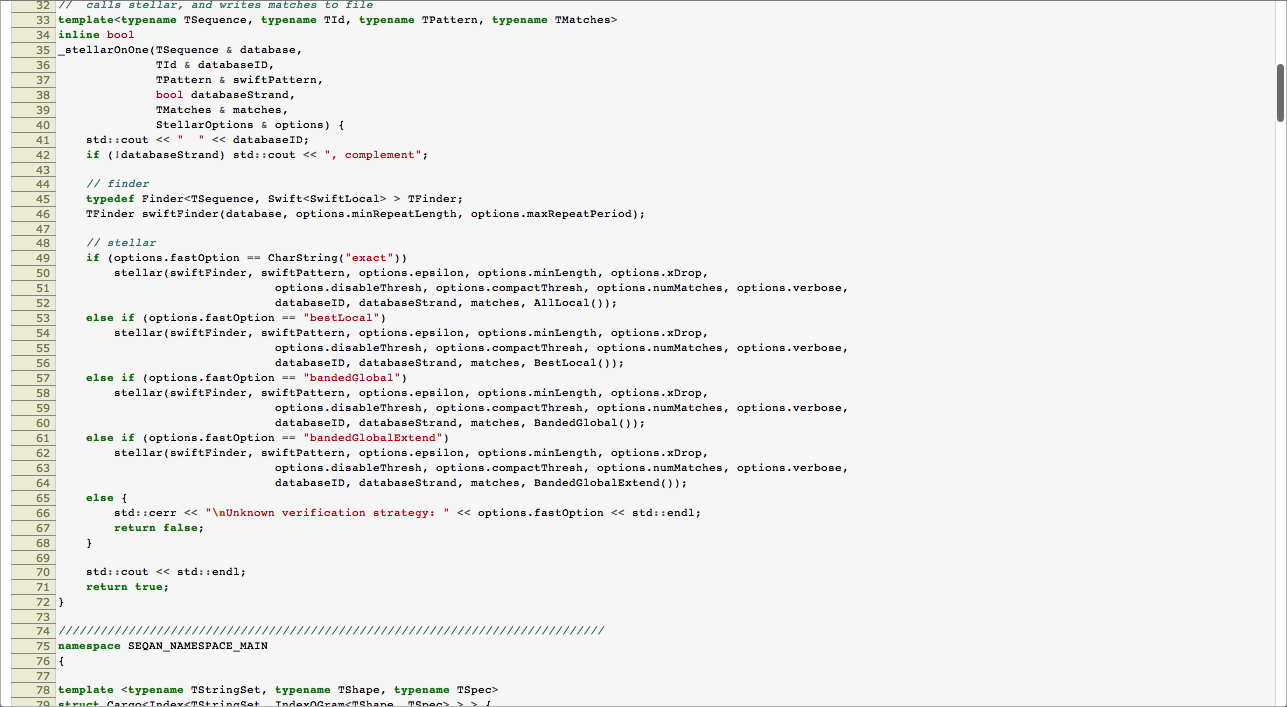 32 //  calls stellar, and writes matches to file
33 template<typename TSequence, typename TId, typename TPattern, typename TMatches>
34 inline bool
35 _stellarOnOne(TSequence & database,
36               TId & databaseID,
37               TPattern & swiftPattern,
38               bool databaseStrand,
39               TMatches & matches,
40               StellarOptions & options) {
41     std::cout << "  " << databaseID;
42     if (!databaseStrand) std::cout << ", complement";
43
44     // finder
45     typedef Finder<TSequence, Swift<SwiftLocal> > TFinder;
46     TFinder swiftFinder(database, options.minRepeatLength, options.maxRepeatPeriod);
47
48     // stellar
49     if (options.fastOption == CharString("exact"))
50         stellar(swiftFinder, swiftPattern, options.epsilon, options.minLength, options.xDrop,
51                                options.disableThresh, options.compactThresh, options.numMatches, options.verbose,
52                                databaseID, databaseStrand, matches, AllLocal());
53     else if (options.fastOption == "bestLocal")
54         stellar(swiftFinder, swiftPattern, options.epsilon, options.minLength, options.xDrop,
55                                options.disableThresh, options.compactThresh, options.numMatches, options.verbose,
56                                databaseID, databaseStrand, matches, BestLocal());
57     else if (options.fastOption == "bandedGlobal")
58         stellar(swiftFinder, swiftPattern, options.epsilon, options.minLength, options.xDrop,
59                                options.disableThresh, options.compactThresh, options.numMatches, options.verbose,
60                                databaseID, databaseStrand, matches, BandedGlobal());
61     else if (options.fastOption == "bandedGlobalExtend")
62         stellar(swiftFinder, swiftPattern, options.epsilon, options.minLength, options.xDrop,
63                                options.disableThresh, options.compactThresh, options.numMatches, options.verbose,
64                                databaseID, databaseStrand, matches, BandedGlobalExtend());
65     else {
66         std::cerr << "\nUnknown verification strategy: " << options.fastOption << std::endl;
67         return false;
68     }
69
70     std::cout << std::endl;
71     return true;
72 }
73
74 //////////////////////////////////////////////////////////////////////////////
75 namespace SEQAN_NAMESPACE_MAIN
76 {
77
78 template <typename TStringSet, typename TShape, typename TSpec>
79 struct Cargo<Index<TStringSet, IndexQGram<TShape, TSpec> > > {